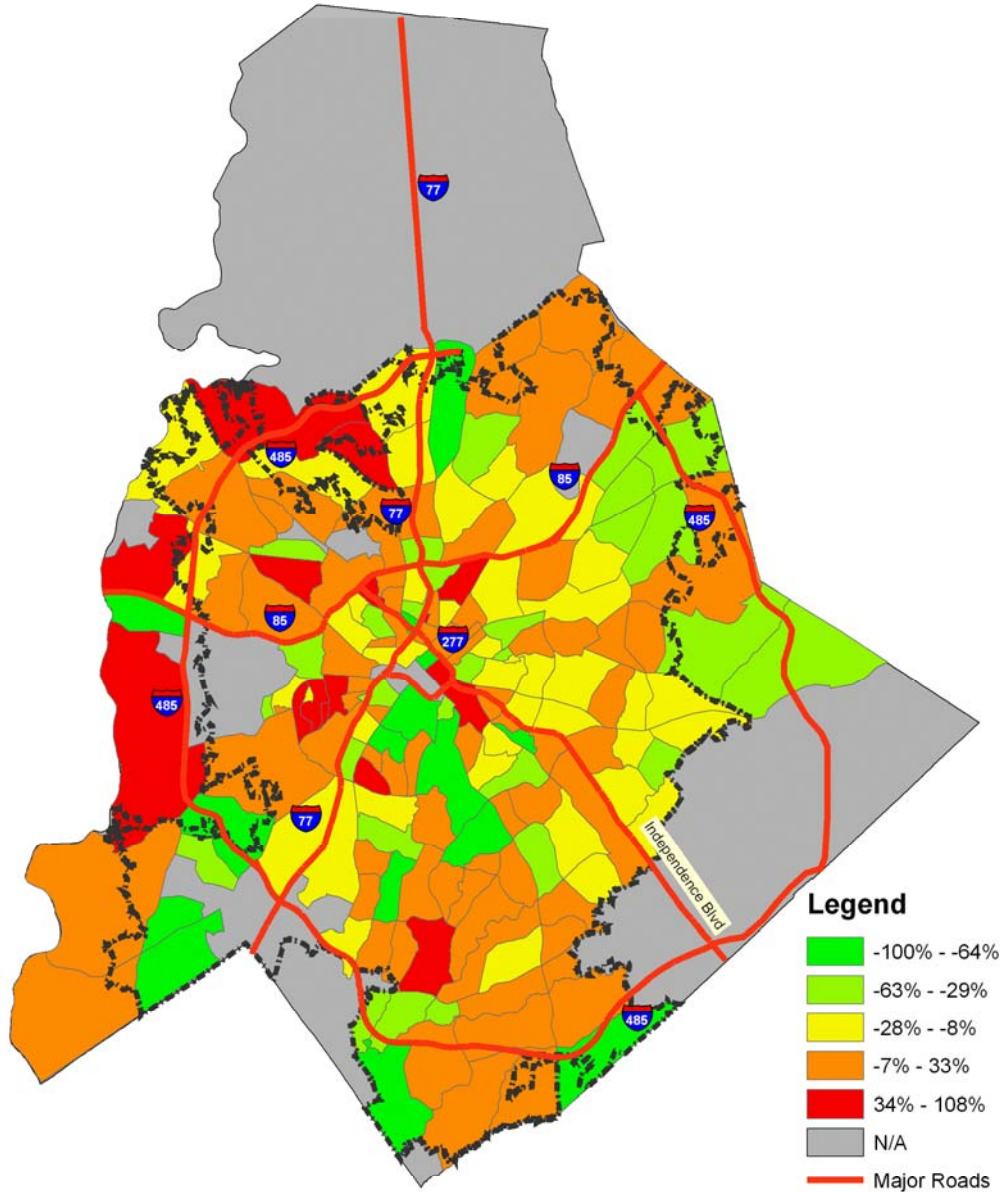 77
485
85
77
485
85
277
485
77
Independence Blvd
485
Legend
-100% - -64%
-63% - -29%
-28% - -8%
-7% - 33%
34% - 108%
N/A
Major Roads